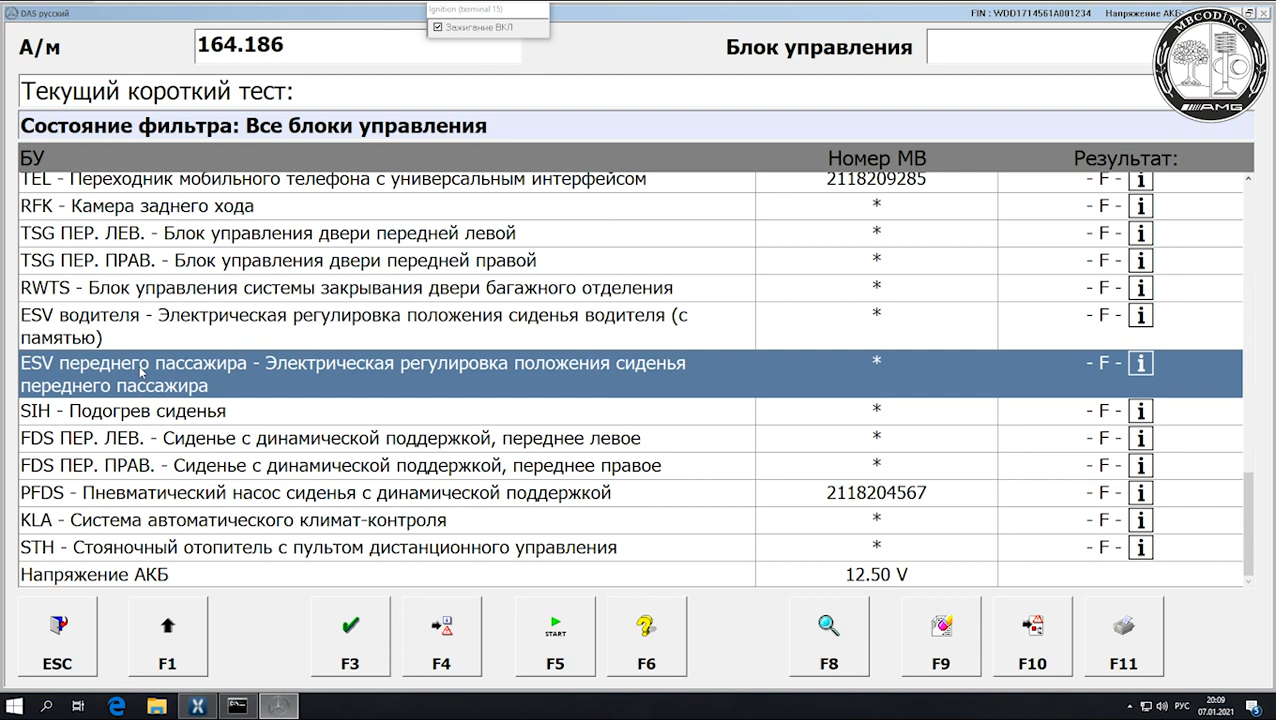 DAS русский
Ignition (terminal 15)
FIN : WDD1714561A001234
Напряжение АКБ:
Зажигание ВКЛ
А/м
164.186
Блок управления
MBCODING
AMG
Текущий короткий тест:
Состояние фильтра: Все блоки управления
БУ Номер МВ Результат:
TEL - Переходник мобильного телефона с универсальным интерфейсом 2118209285 - F - i
RFK - Камера заднего хода * - F - i
TSG ПЕР. ЛЕВ. - Блок управления двери передней левой * - F - i
TSG ПЕР. ПРАВ. - Блок управления двери передней правой * - F - i
RWTS - Блок управления системы закрывания двери багажного отделения * - F - i
ESV водителя - Электрическая регулировка положения сиденья водителя (с * - F - i
памятью)
ESV переднего пассажира - Электрическая регулировка положения сиденья * - F - i
переднего пассажира
SIH - Подогрев сиденья * - F - i
FDS ПЕР. ЛЕВ. - Сиденье с динамической поддержкой, переднее левое * - F - i
FDS ПЕР. ПРАВ. - Сиденье с динамической поддержкой, переднее правое * - F - i
PFDS - Пневматический насос сиденья с динамической поддержкой 2118204567 - F - i
KLA - Система автоматического климат-контроля * - F - i
STH - Стояночный отопитель с пультом дистанционного управления * - F - i
Напряжение АКБ 12.50 V
START
ESC F1 F3 F4 F5 F6 F8 F9 F10 F11
РУС
20:09
07.01.2021